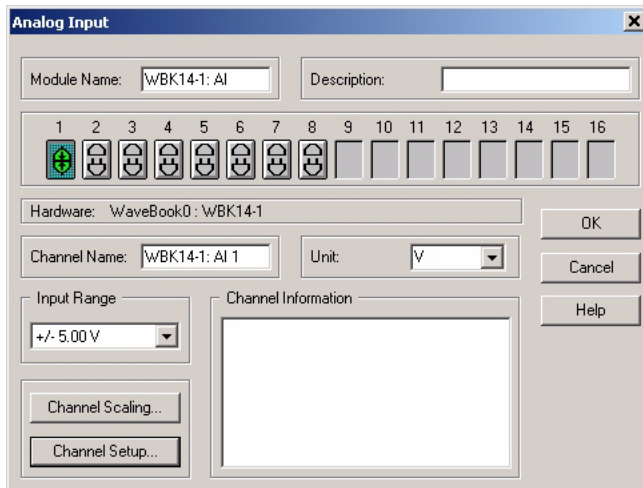 Analog Input
Module Name: WBK14-1: AI Description:
1 2 3 4 5 6 7 8 9 10 11 12 13 14 15 16
Hardware: WaveBook0 : WBK14-1
OK
Channel Name: WBK14-1: AI 1 Unit: V
Cancel
Input Range Channel Information
Help
+/- 5.00 V
Channel Scaling...
Channel Setup...